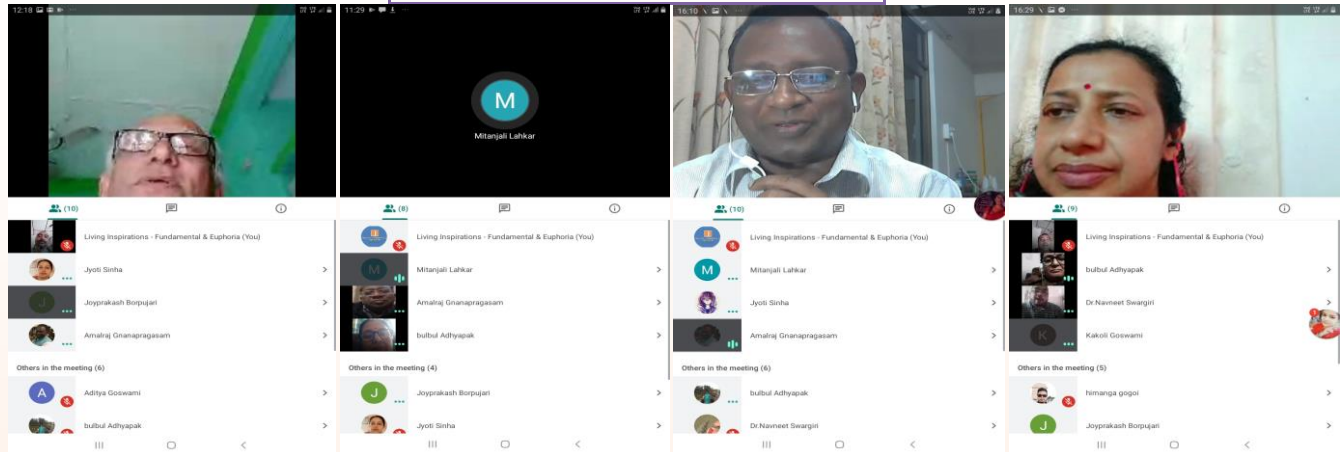 12:18
(10)
Living Inspirations - Fundamental & Euphoria (You)
Jyoti Sinha
J
Joyprakash Borpujari
Amalraj Gnanapragasam
Others in the meeting (6)
A
Aditya Goswami
bulbul Adhyapak
11:29
M
Mitanjali Lahkar
(8)
Living Inspirations - Fundamental & Euphoria (You)
M
Mitanjali Lahkar
Amalraj Gnanapragasam
bulbul Adhyapak
Others in the meeting (4)
J
Joyprakash Borpujari
Jyoti Sinha
16:10
(10)
Living Inspirations - Fundamental & Euphoria (You)
M
Mitanjali Lahkar
Jyoti Sinha
Amalraj Gnanapragasam
Others in the meeting (6)
bulbul Adhyapak
Dr.Navneet Swargiri
16:29
(9)
Living Inspirations - Fundamental & Euphoria (You)
bulbul Adhyapak
Dr.Navneet Swargiri
1
K
Kakoli Goswami
Others in the meeting (5)
himanga gogoi
J
Joyprakash Borpujari